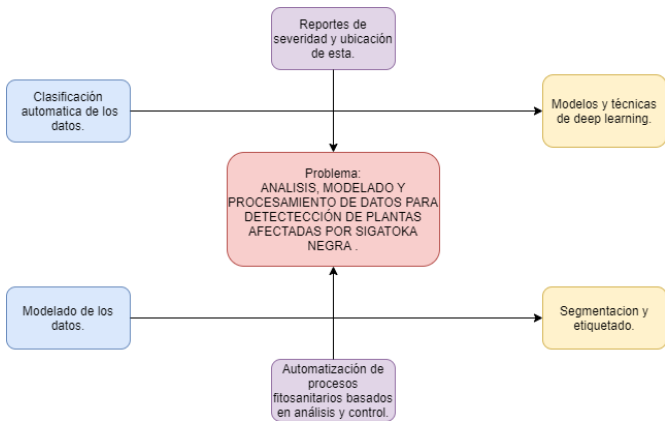 Reportes de
severidad y ubicación
de esta.
Clasificación
automatica de los
datos.
Modelos y técnicas
de deep learning.
Problema:
ANALISIS, MODELADO Y
PROCESAMIENTO DE DATOS PARA
DETECTECCIÓN DE PLANTAS
AFECTADAS POR SIGATOKA
NEGRA .
Modelado de los
datos.
Segmentacion y
etiquetado.
Automatización de
procesos
fitosanitarios basados
en análisis y control.